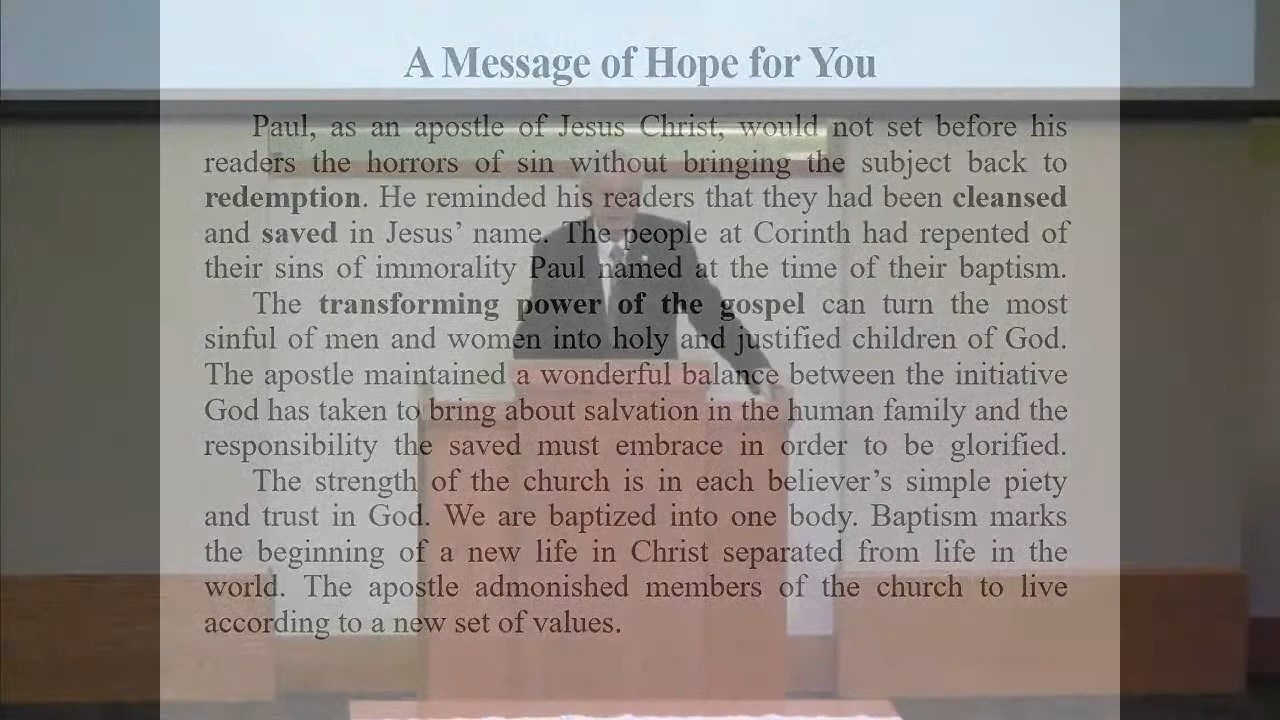 A Message of Hope for You
Paul, as an apostle of Jesus Christ, would not set before his
readers the horrors of sin without bringing the subject back to
redemption. He reminded his readers that they had been cleansed
and saved in Jesus’ name. The people at Corinth had repented of
their sins of immorality Paul named at the time of their baptism.
The transforming power of the gospel can turn the most
sinful of men and women into holy and justified children of God.
The apostle maintained a wonderful balance between the initiative
God has taken to bring about salvation in the human family and the
responsibility the saved must embrace in order to be glorified.
The strength of the church is in each believer’s simple piety
and trust in God. We are baptized into one body. Baptism marks
the beginning of a new life in Christ separated from life in the
world. The apostle admonished members of the church to live
according to a new set of values.